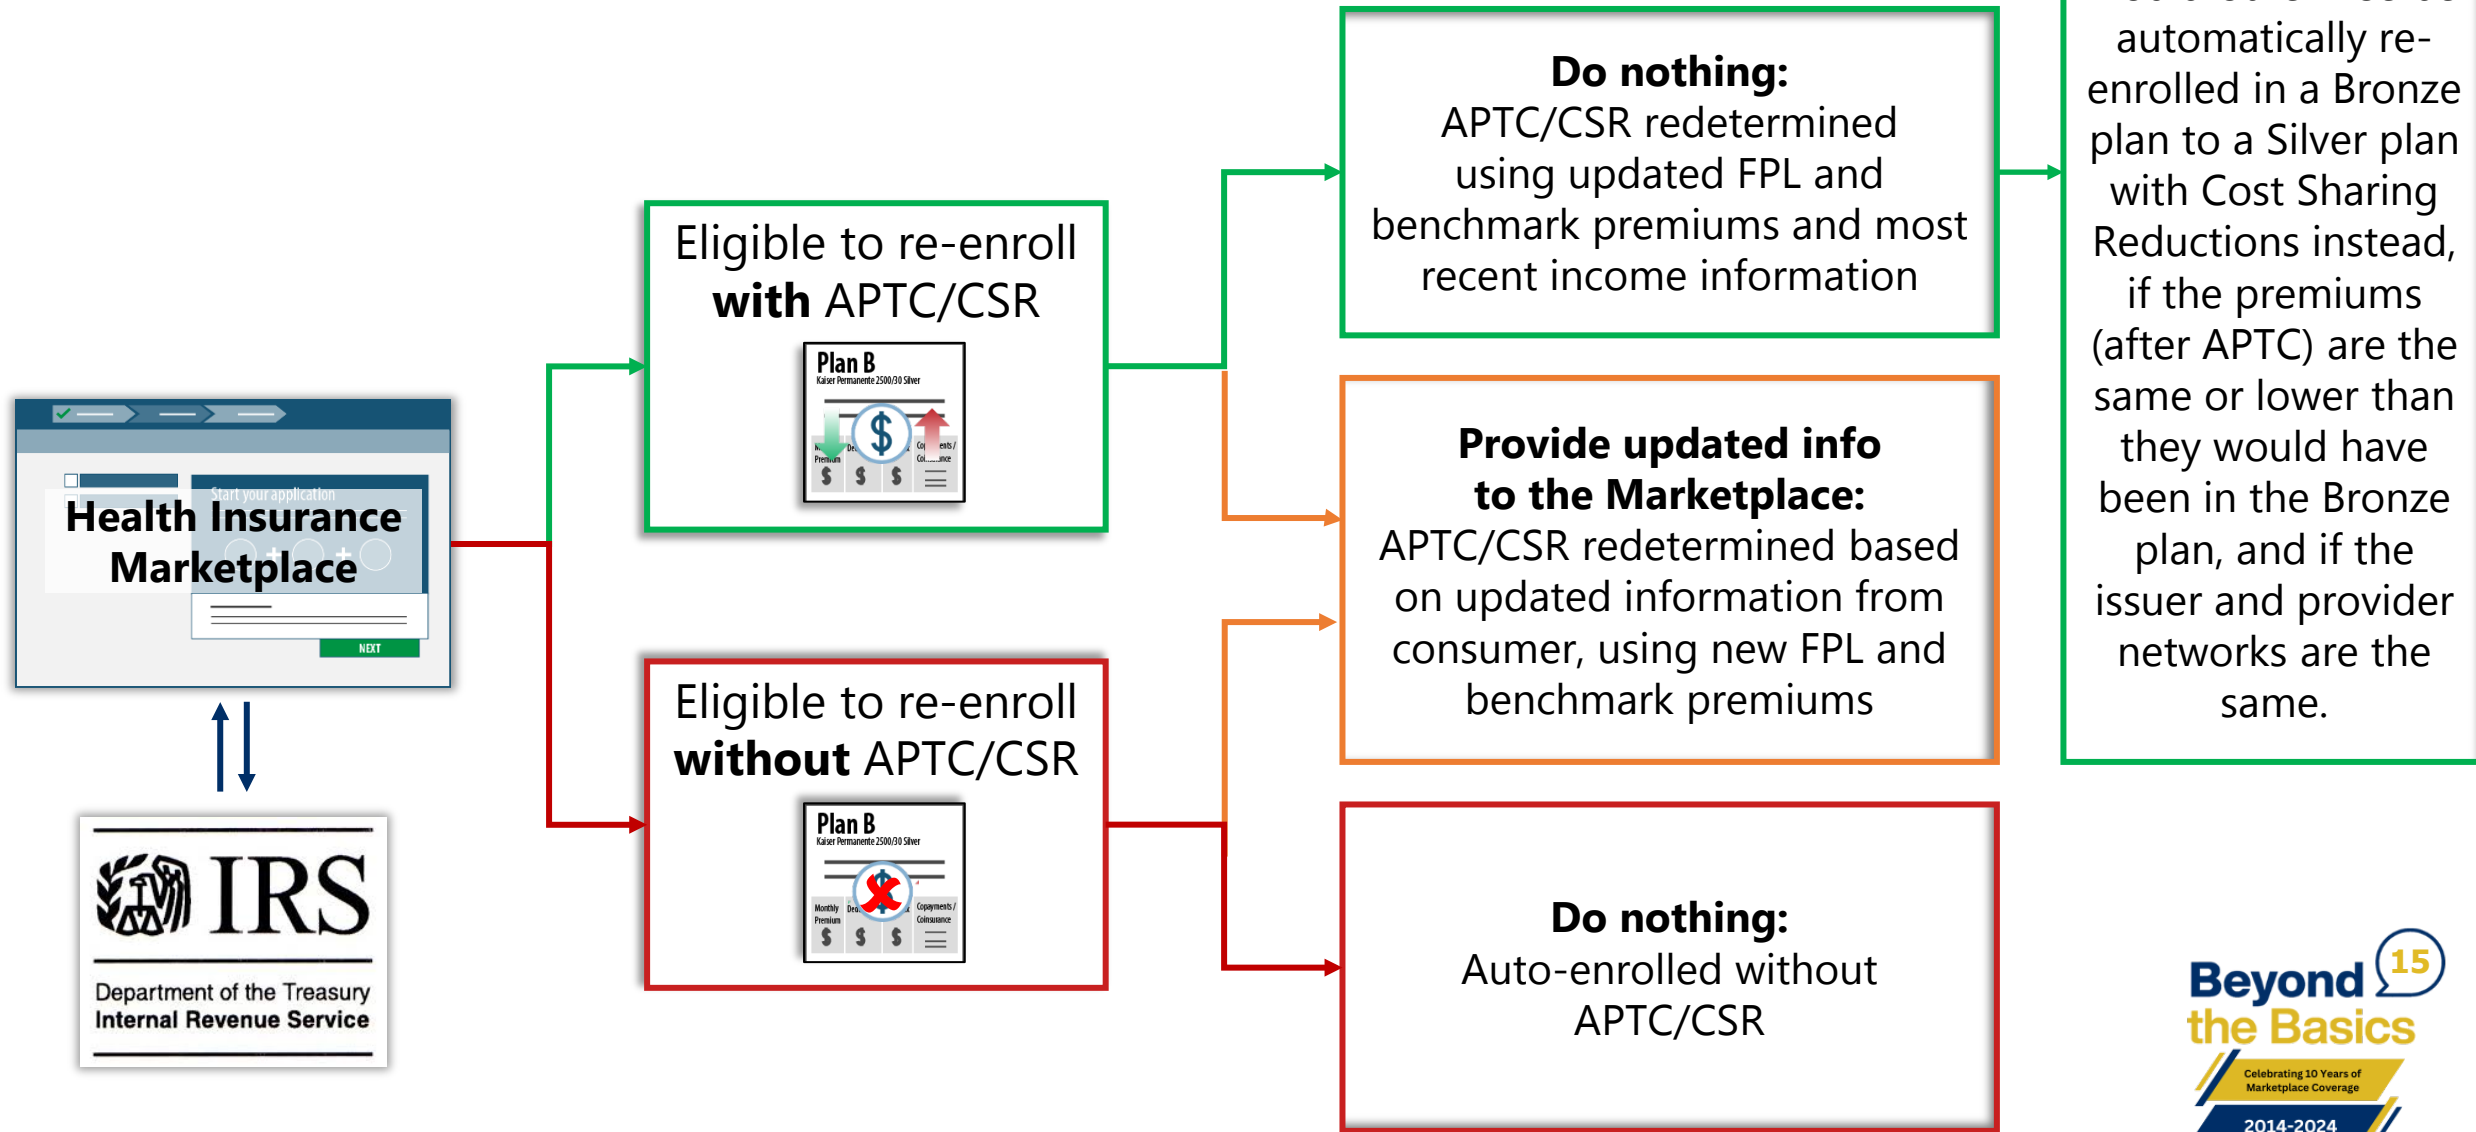 Health Insurance
Marketplace
Start your application
NEXT
IRS
Department of the Treasury
Internal Revenue Service
Eligible to re-enroll
with APTC/CSR
Plan B
Kaiser Permanente 2500/30 Silver
Premium
$ $ $ $
Eligible to re-enroll
without APTC/CSR
Plan B
Kaiser Permanente 2500/30 Silver
Monthly
Premium
Copayments /
Coinsurance
$ $ $
Do nothing:
APTC/CSR redetermined
using updated FPL and
benchmark premiums and most
recent income information
Provide updated info
to the Marketplace:
APTC/CSR redetermined based
on updated information from
consumer, using new FPL and
benchmark premiums
Do nothing:
Auto-enrolled without
APTC/CSR
automatically re-
enrolled in a Bronze
plan to a Silver plan
with Cost Sharing
Reductions instead,
if the premiums
(after APTC) are the
same or lower than
they would have
been in the Bronze
plan, and if the
issuer and provider
networks are the
same.
15
Beyond
the Basics
Celebrating 10 Years of
Marketplace Coverage
2014-2024